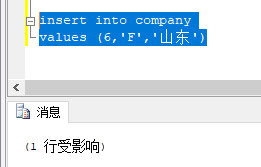 insert into company
values (6,'F','山东')
消息
(1 行受影响)